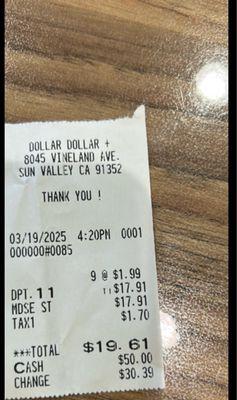 DOLLAR DOLLAR +
8045 VINELAND AVE.
SUN VALLEY CA 91352
THANK YOU !
03/19/2025 4:20PN 0001
000000#0085
9 @ $1.99
DPT. 11 T1$17.91
MDSE ST $17.91
TAX1 $1.70
***TOTAL $19.61
CASH $50.00
CHANGE $30.39